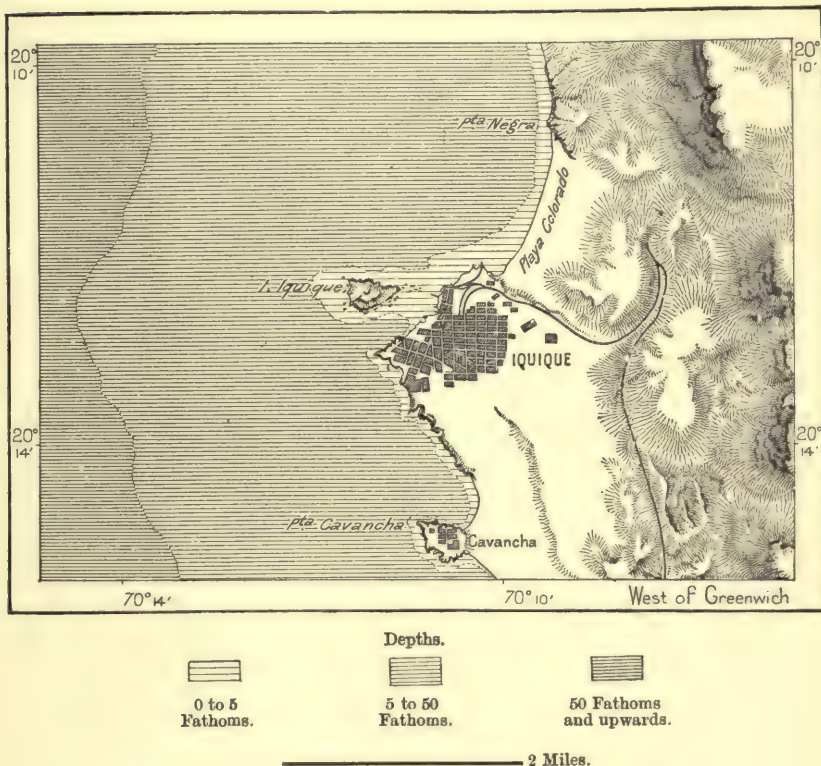 20°
10′
20°
10′
pta Negra
Playa Colorado
I. Iquique
IQUIQUE
20°
14′
20°
14′
pta Cavancha
Cavancha
70° 14′
70° 10′
West of Greenwich
Depths.
0 to 5
Fathoms.
5 to 50
Fathoms.
50 Fathoms
and upwards.
2 Miles.